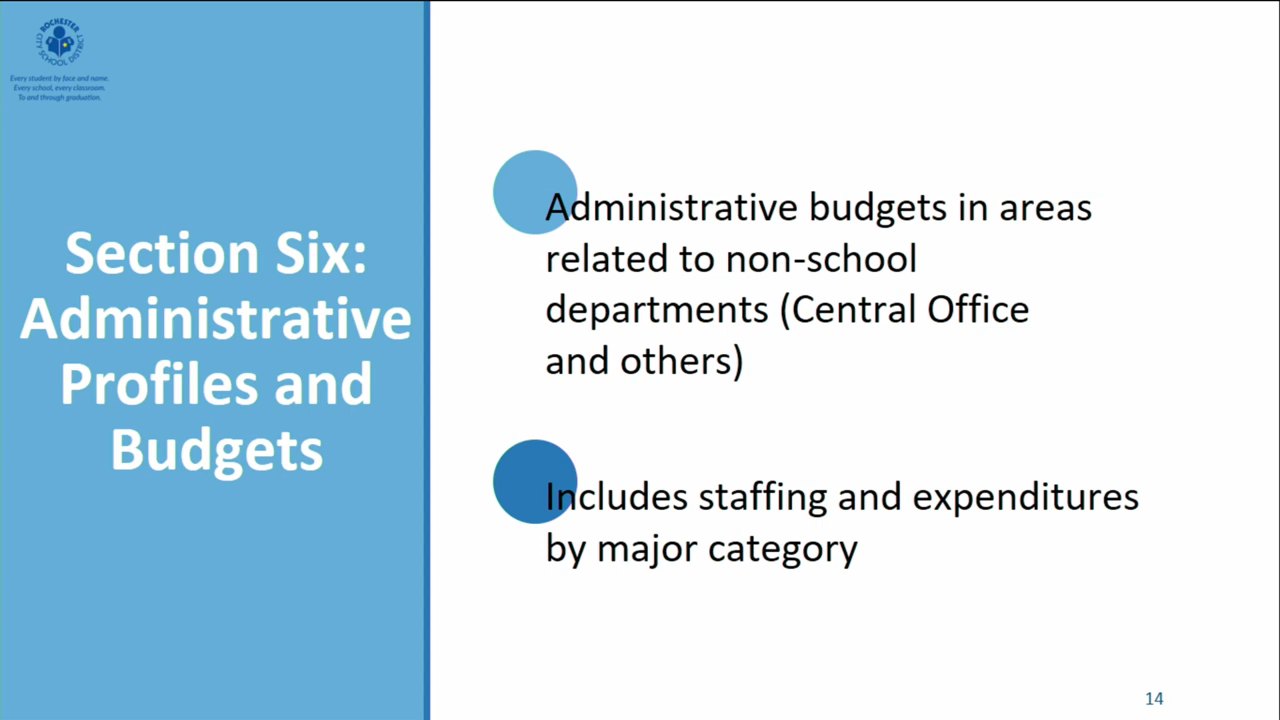 ROCHESTER
CITY SCHOOL DISTRICT
Every student by face and name.
Every school, every classroom.
To and through graduation.
Section Six:
Administrative
Profiles and
Budgets
Administrative budgets in areas
related to non-school
departments (Central Office
and others)
Includes staffing and expenditures
by major category
14